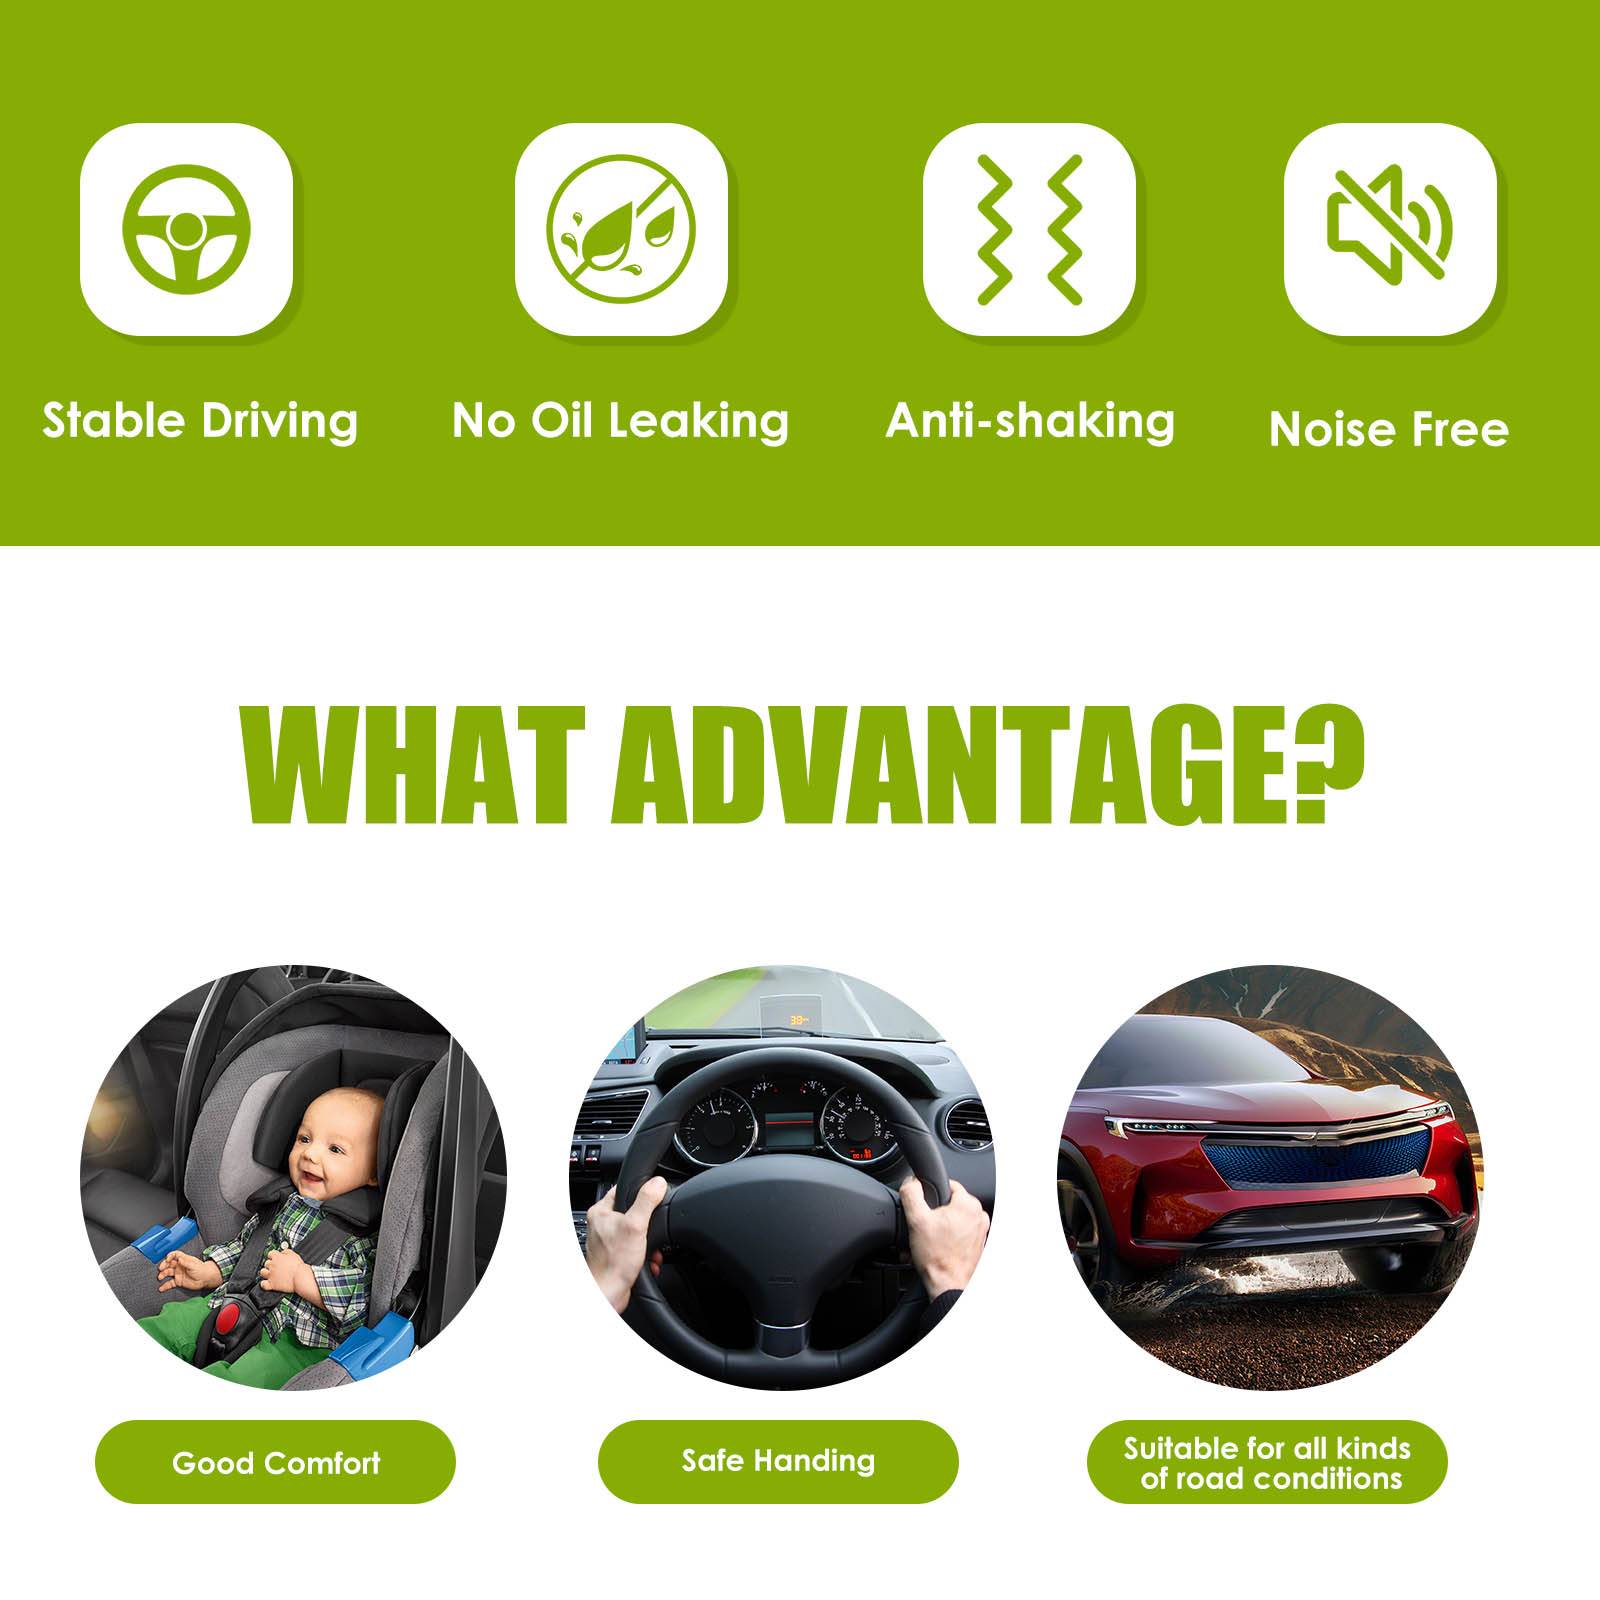 Stable Driving
No Oil Leaking
Anti-shaking
Noise Free
WHAT ADVANTAGE?
38
Good Comfort
Safe Handing
Suitable for all kinds
of road conditions